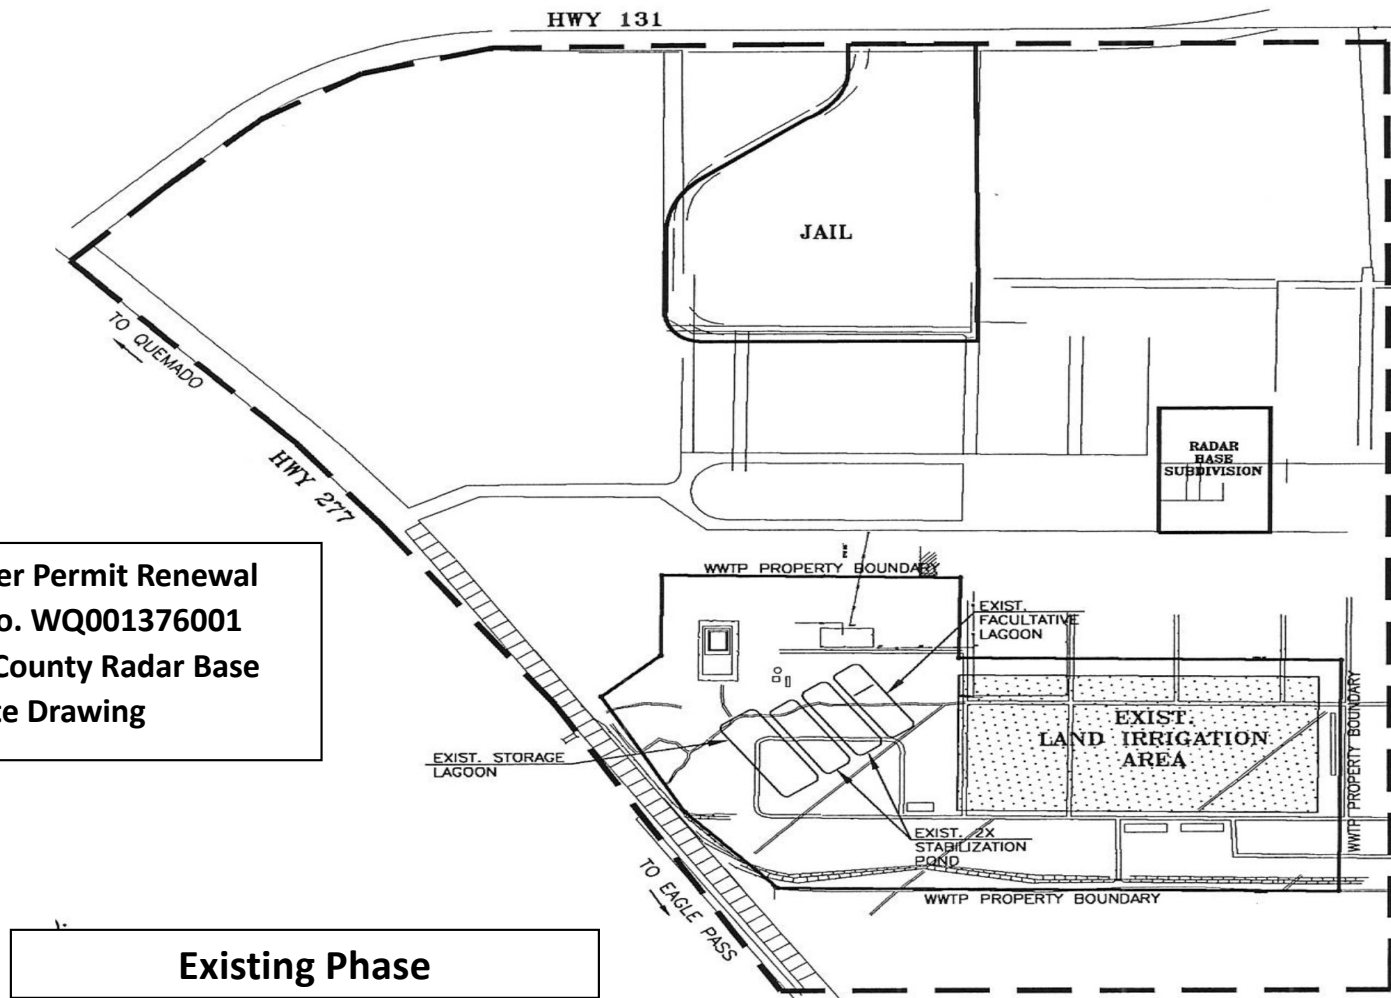 HWY 131
JAIL
TO QUEMADO
HWY 277
RADAR
BASE
SUBDIVISION
er Permit Renewal
o. WQ001376001
County Radar Base
te Drawing
WWTP PROPERTY BOUNDARY
EXIST.
FACULTATIVE
LAGOON
EXIST.
LAND IRRIGATION
AREA
WWTP PROPERTY BOUNDARY
EXIST. STORAGE
LAGOON
EXIST. 2X
STABILIZATION
POND
TO EAGLE PASS
WWTP PROPERTY BOUNDARY
Existing Phase